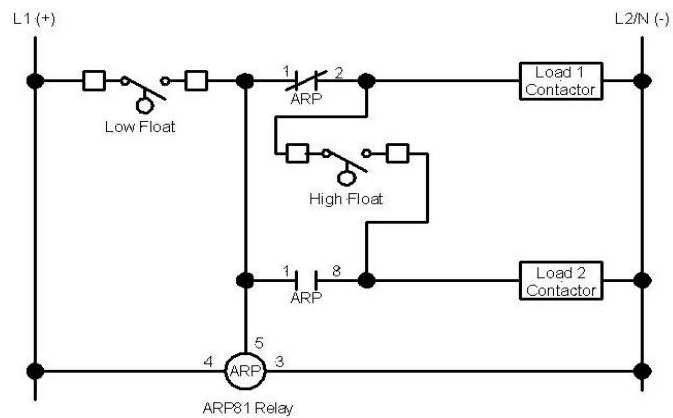 L1 (+)
L2/N (-)
1
2
ARP
Load 1
Contactor
Low Float
High Float
1
8
ARP
Load 2
Contactor
5
4
ARP
3
ARP81 Relay